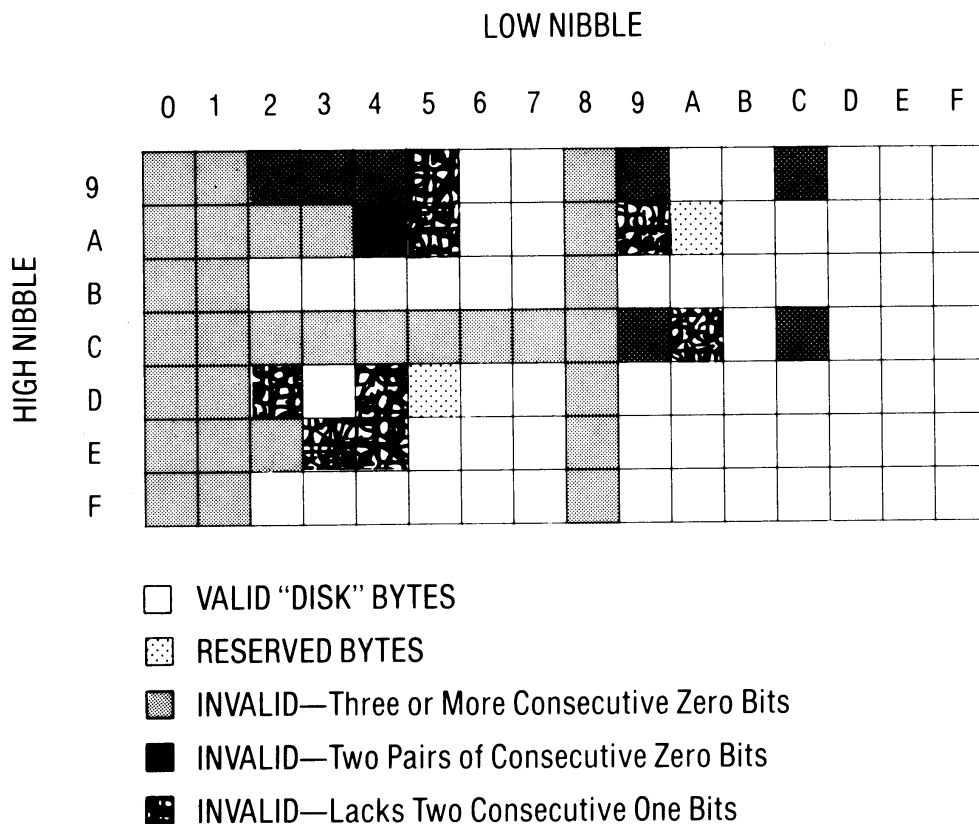 LOW NIBBLE
0 1 2 3 4 5 6 7 8 9 A B C D E F
HIGH NIBBLE
9
A
B
C
D
E
F
VALID “DISK” BYTES
RESERVED BYTES
INVALID—Three or More Consecutive Zero Bits
INVALID—Two Pairs of Consecutive Zero Bits
INVALID—Lacks Two Consecutive One Bits